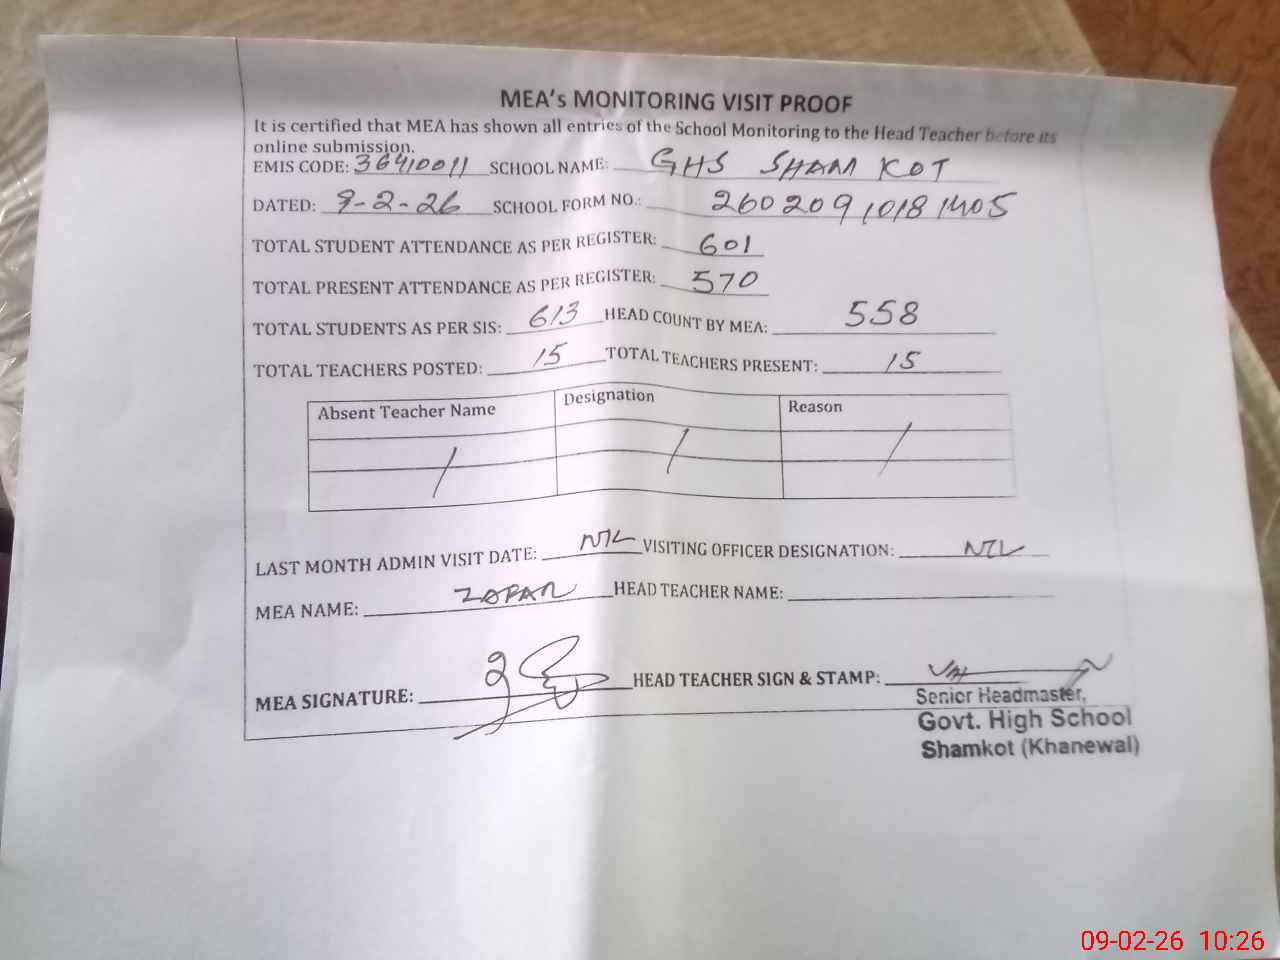 MEA's MONITORING VISIT PROOF
It is certified that MEA has shown all entries of the School Monitoring to the Head Teacher before its
online submission.
EMIS CODE: 36410011 SCHOOL NAME: GHS SHAM KOT
DATED: 9-2-26 SCHOOL FORM NO.: 26020910181405
TOTAL STUDENT ATTENDANCE AS PER REGISTER: 601
TOTAL PRESENT ATTENDANCE AS PER REGISTER: 570
TOTAL STUDENTS AS PER SIS: 613 HEAD COUNT BY MEA: 558
TOTAL TEACHERS POSTED: 15 TOTAL TEACHERS PRESENT: 15
Absent Teacher Name Designation Reason
/ / /
LAST MONTH ADMIN VISIT DATE: NIL VISITING OFFICER DESIGNATION: NIL
MEA NAME: ZAFAR HEAD TEACHER NAME:
MEA SIGNATURE: HEAD TEACHER SIGN & STAMP:
Senior Headmaster,
Govt. High School
Shamkot (Khanewal)
09-02-26 10:26